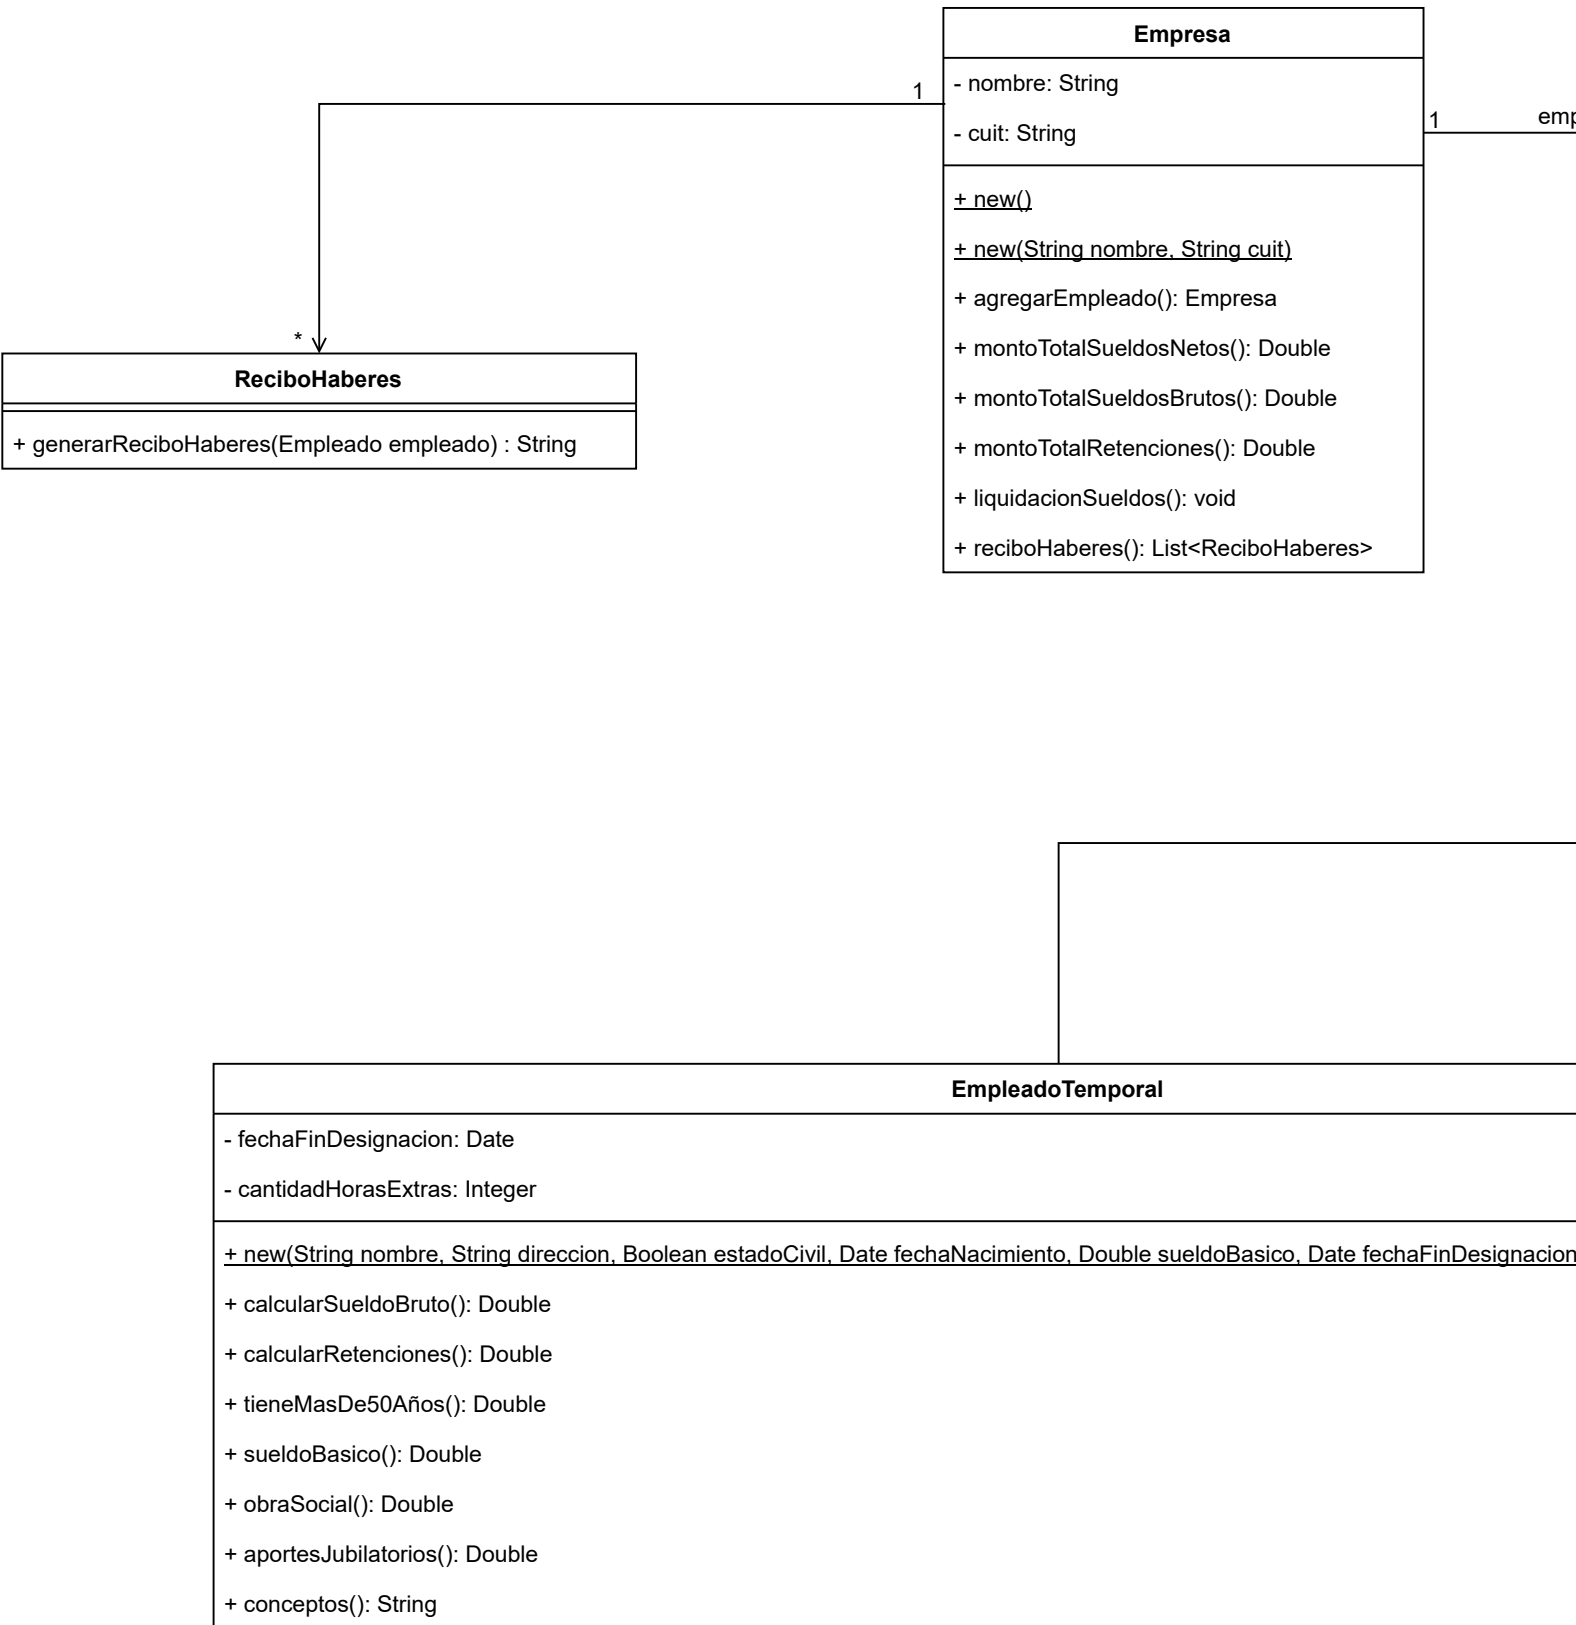 Empresa
- nombre: String
- cuit: String
+ new()
+ new(String nombre, String cuit)
+ agregarEmpleado(): Empresa
+ montoTotalSueldosNetos(): Double
+ montoTotalSueldosBrutos(): Double
+ montoTotalRetenciones(): Double
+ liquidacionSueldos(): void
+ reciboHaberes(): List<ReciboHaberes>
1
1
emp
*
ReciboHaberes
+ generarReciboHaberes(Empleado empleado) : String
EmpleadoTemporal
- fechaFinDesignacion: Date
- cantidadHorasExtras: Integer
+ new(String nombre, String direccion, Boolean estadoCivil, Date fechaNacimiento, Double sueldoBasico, Date fechaFinDesignacion
+ calcularSueldoBruto(): Double
+ calcularRetenciones(): Double
+ tieneMasDe50Años(): Double
+ sueldoBasico(): Double
+ obraSocial(): Double
+ aportesJubilatorios(): Double
+ conceptos(): String